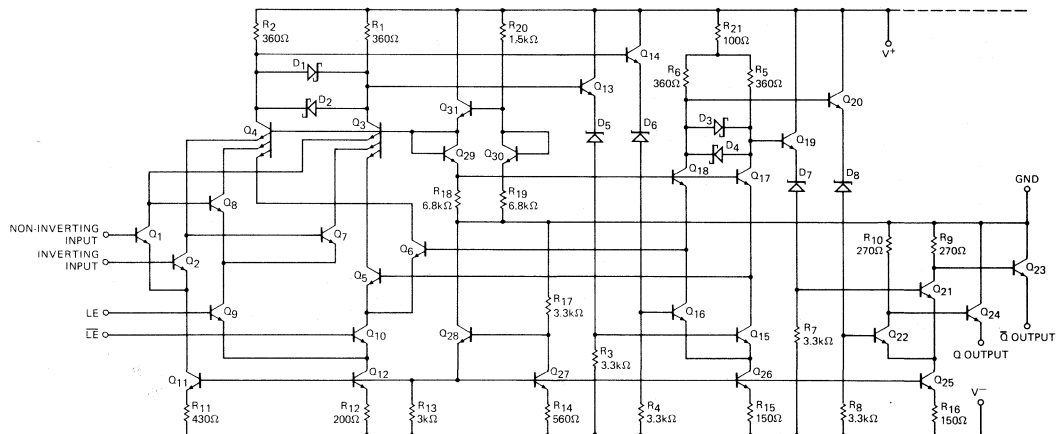 R2
360Ω
R1
360Ω
R20
1.5kΩ
R21
100Ω
V+
Q14
D1
R6
360Ω
R5
360Ω
Q13
Q20
D2
Q31
Q4
Q3
D5
D6
D3
Q19
D4
Q29
Q30
Q18
Q17
D7
D8
GND
R18
6.8kΩ
R19
6.8kΩ
Q8
NON-INVERTING
INPUT
Q1
Q7
Q6
R10
270Ω
R9
270Ω
INVERTING
INPUT
Q2
Q23
Q5
Q21
R17
3.3kΩ
Q16
LE
Q9
Q24
L̅E̅
Q10
Q28
Q15
R7
3.3kΩ
Q22
Q̅ OUTPUT
R3
3.3kΩ
Q OUTPUT
Q11
Q12
Q27
Q26
Q25
V−
R11
430Ω
R12
200Ω
R13
3kΩ
R14
560Ω
R4
3.3kΩ
R15
150Ω
R8
3.3kΩ
R16
150Ω